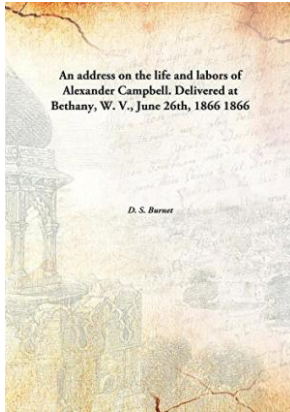 An address on the life and labors of
Alexander Campbell. Delivered at
Bethany, W. V., June 26th, 1866 1866
D. S. Burnet